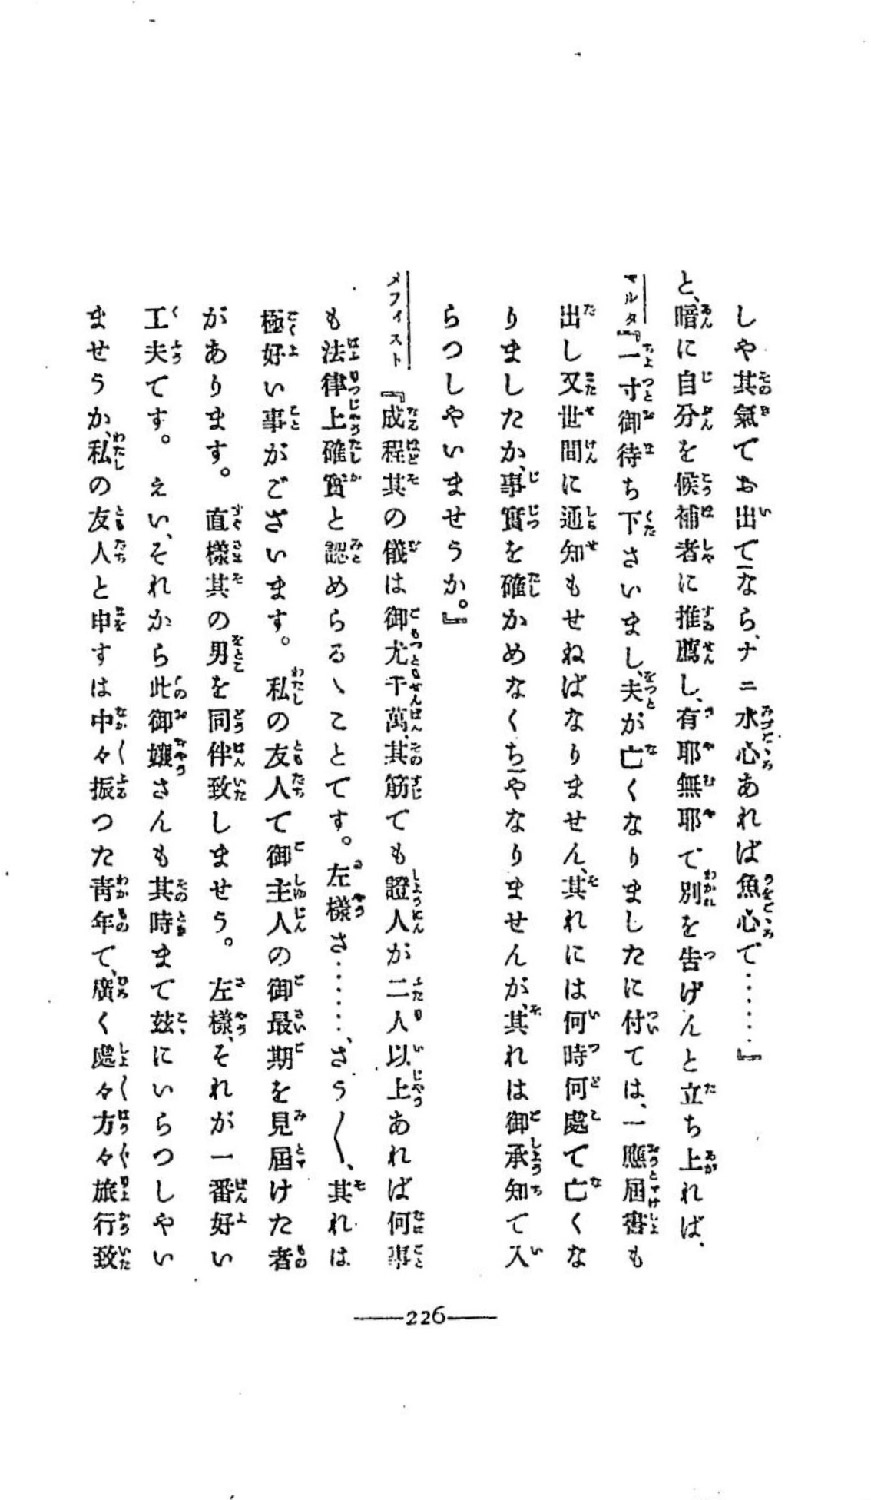 しや其氣でお出でなら、ナニ水心あれば魚心で……』
と、暗に自分を候補者に推薦し、有耶無耶で別を告げんと立ち上れば、
マルタ『一寸御待ち下さいまし、夫が亡くなりましたに付ては、一應屆書も
出し又世間に通知もせねばなりません、其れには何時何處で亡くな
りましたか、事實を確かめなくちやなりませんが、其れは御承知で入
らつしやいませうか。』
メフィスト『成程其の儀は御尤千萬、其筋でも證人が二人以上あれば何事
も法律上確實と認めらるゝことです。左樣さ……、さう〳〵、其れは
極好い事がございます。私の友人で御主人の御最期を見屆けた者
があります。直樣其の男を同伴致しませう。左樣、それが一番好い
工夫です。えい、それから此御孃さんも其時まで玆にいらつしやい
ませうか、私の友人と申すは中々振つた靑年で、廣く處々方々旅行致
226